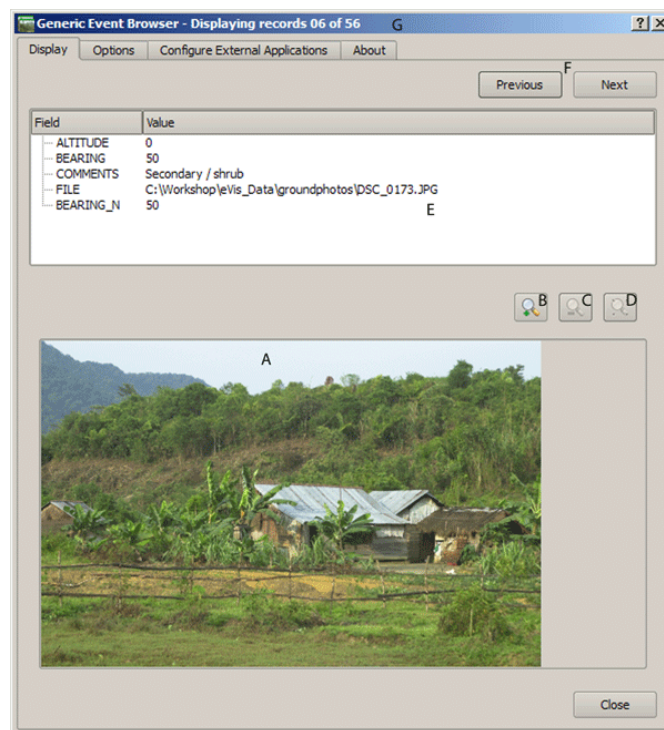 Generic Event Browser - Displaying records 06 of 56 G
Display Options Configure External Applications About
Previous F Next
Field Value
ALTITUDE 0
BEARING 50
COMMENTS Secondary / shrub
FILE C:\Workshop\eVis_Data\groundphotos\DSC_0173.JPG
BEARING_N 50
E
B C D
A
Close